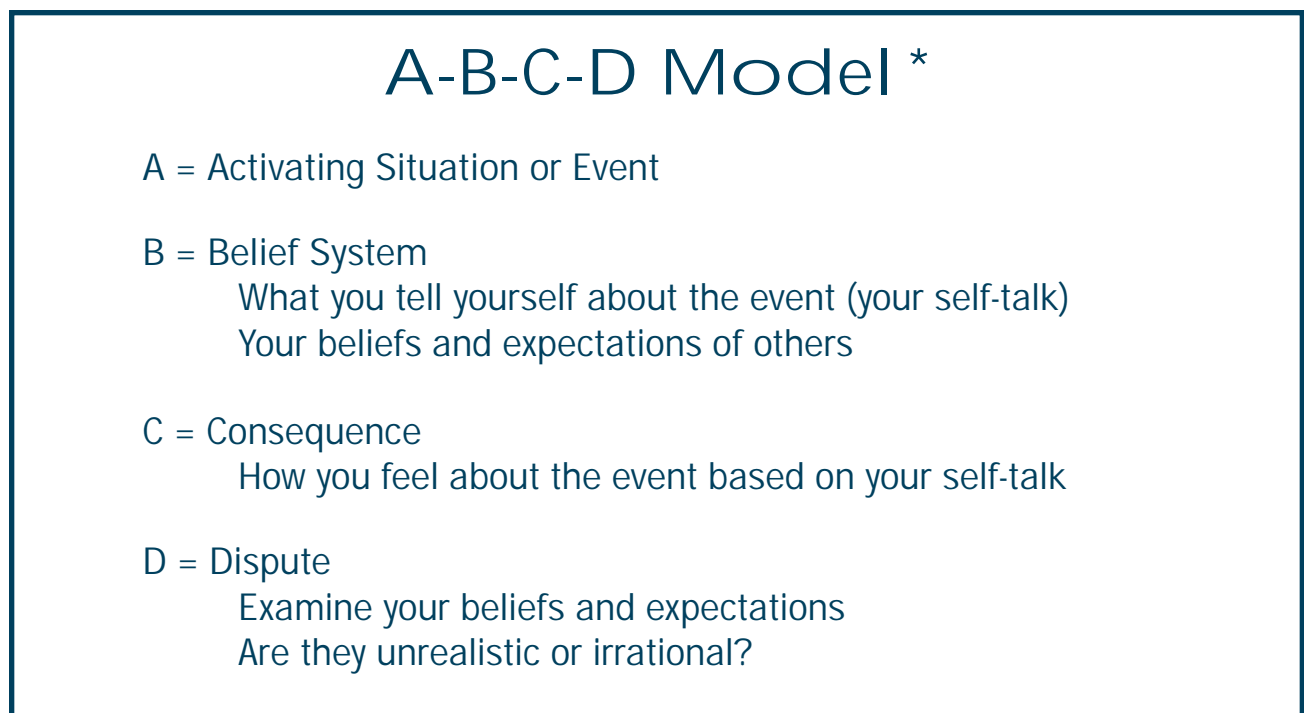 A-B-C-D Model *
A = Activating Situation or Event
B = Belief System
What you tell yourself about the event (your self-talk)
Your beliefs and expectations of others
C = Consequence
How you feel about the event based on your self-talk
D = Dispute
Examine your beliefs and expectations
Are they unrealistic or irrational?